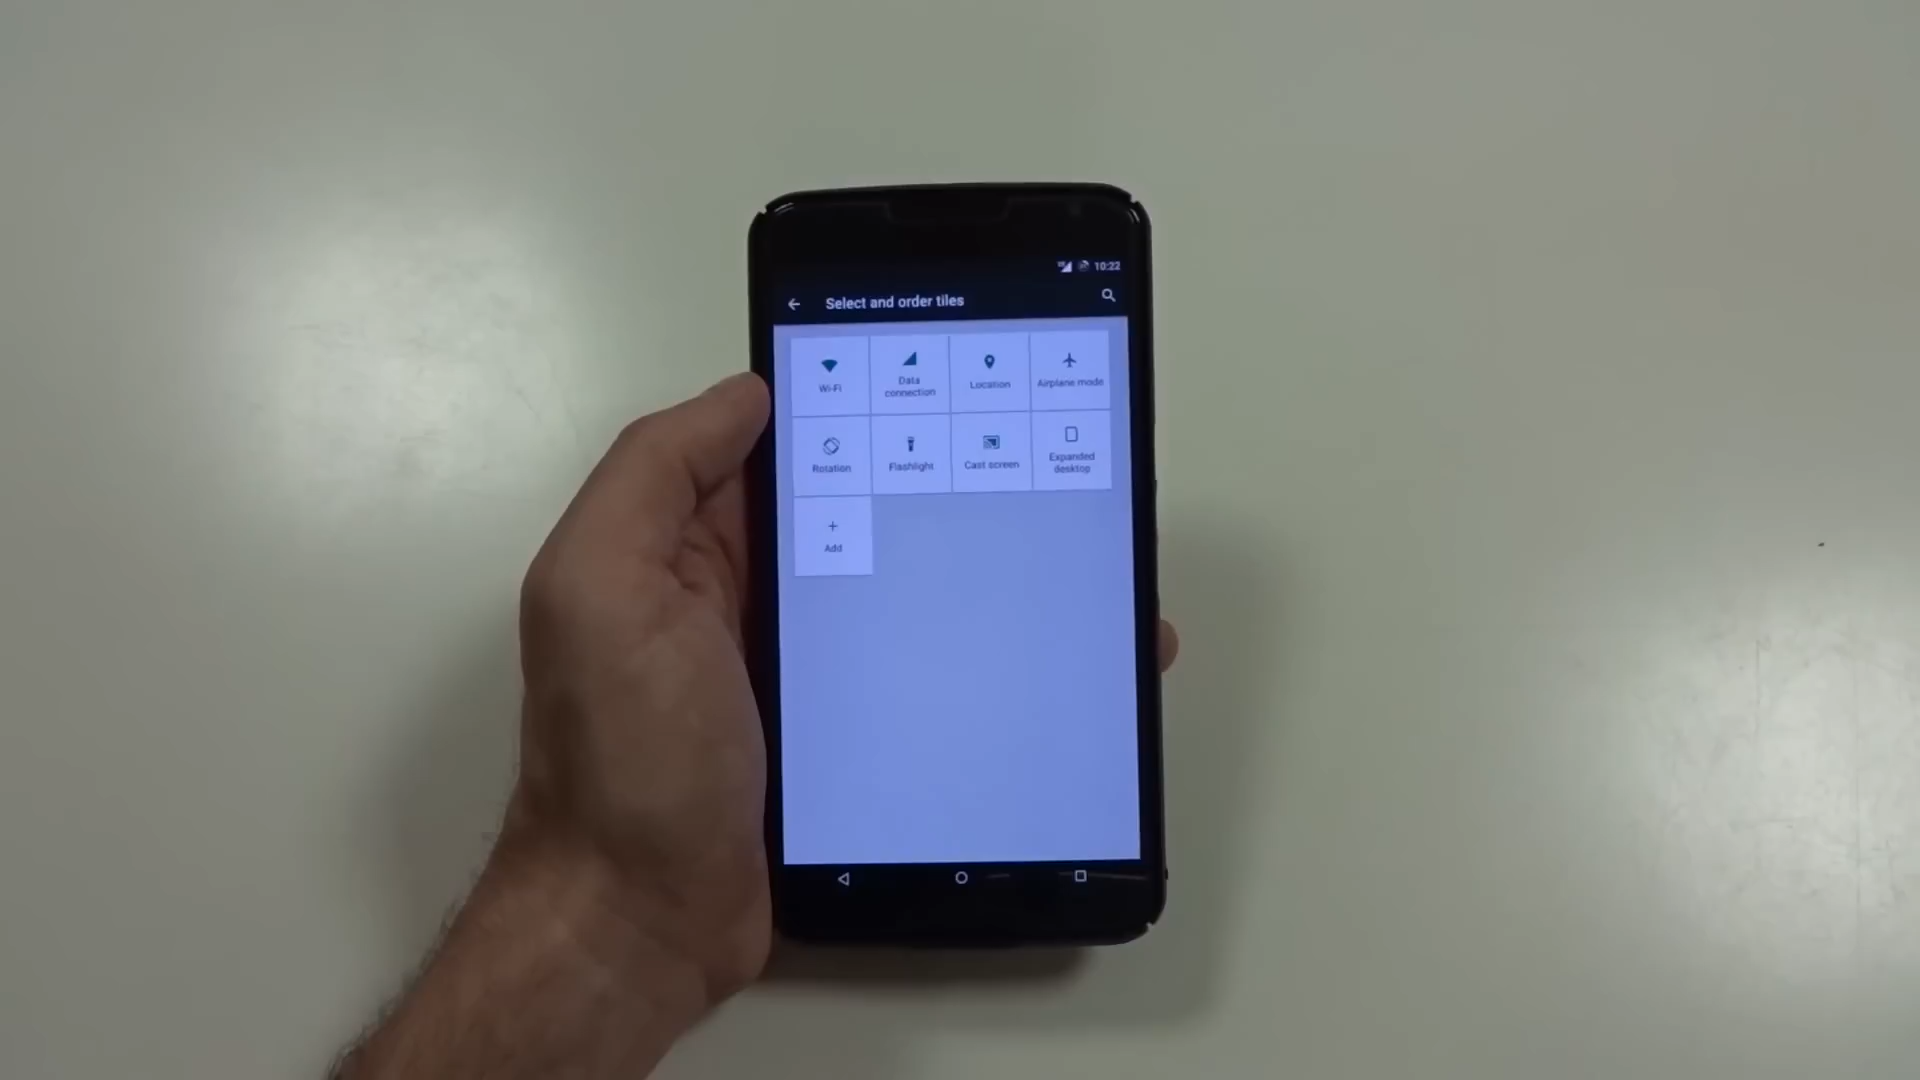 10:22
Select and order tiles
Wi-Fi
Data
connection
Location
Airplane mode
Rotation
Flashlight
Cast screen
Expanded
desktop
Add